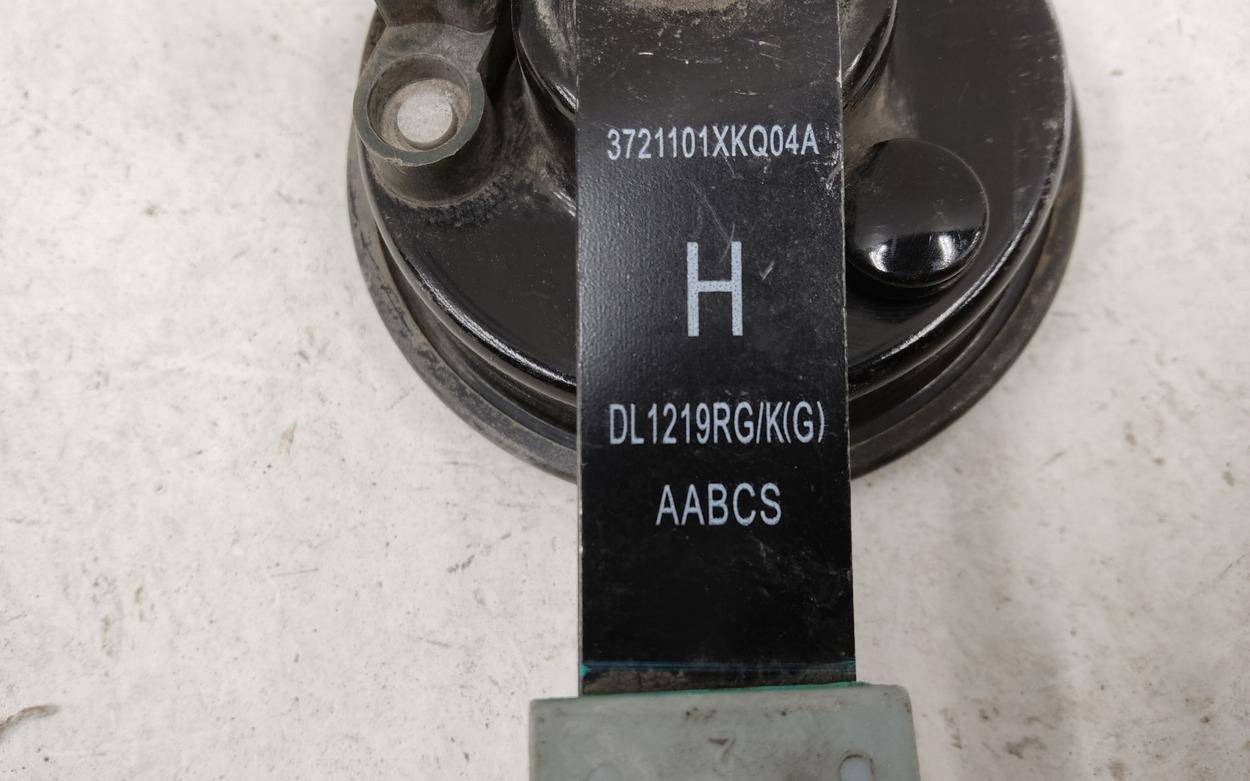 3721101XKQ04A
H
DL1219RG/K(G)
AABCS